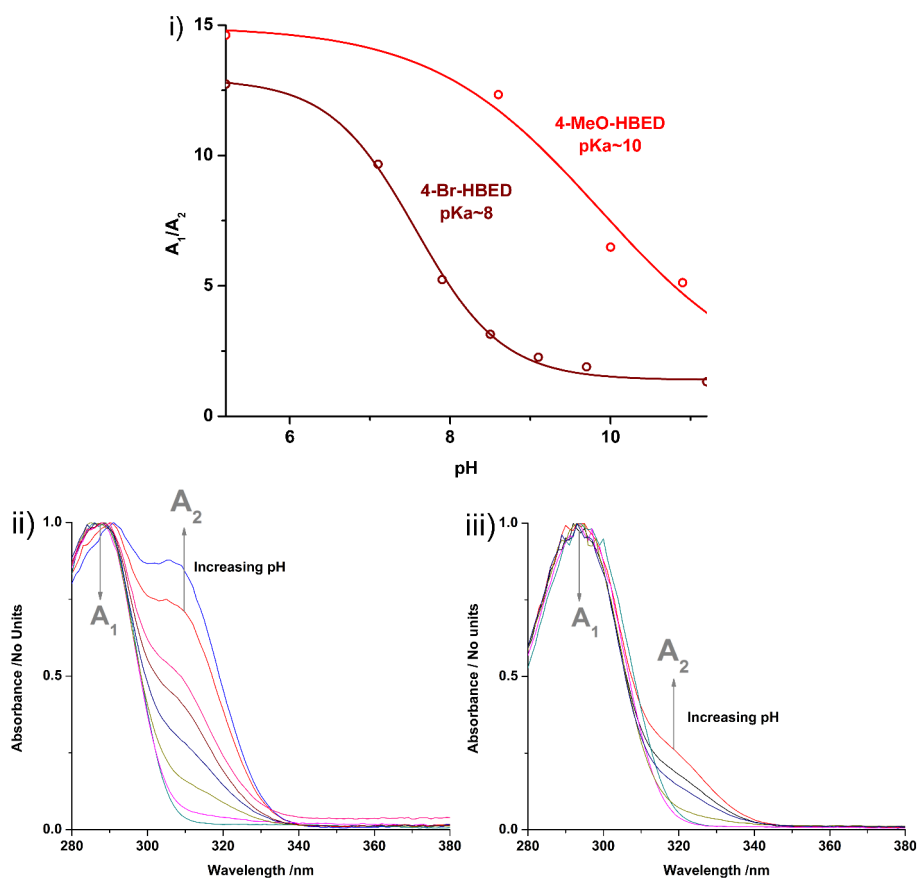 i)
15
10
5
0
A1/A2
4-MeO-HBED
pKa~10
4-Br-HBED
pKa~8
6
8
10
pH
ii)
1.0
0.5
0.0
Absorbance /No Units
A2
Increasing pH
A1
280
300
320
340
360
380
Wavelength /nm
iii)
1.0
0.5
0.0
Absorbance / No units
A1
A2
Increasing pH
280
300
320
340
360
380
Wavelength /nm